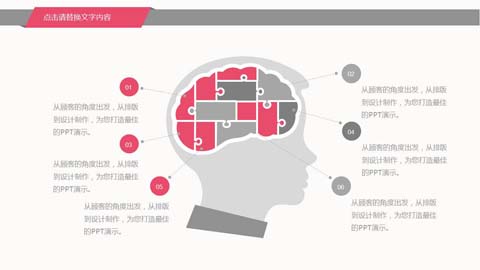 点击请替换文字内容
01
从顾客的角度出发，从排版
到设计制作，为您打造最佳
的PPT演示。
02
从顾客的角度出发，从排版
到设计制作，为您打造最佳
的PPT演示。
03
从顾客的角度出发，从排版
到设计制作，为您打造最佳
的PPT演示。
04
从顾客的角度出发，从排版
到设计制作，为您打造最佳
的PPT演示。
05
从顾客的角度出发，从排版
到设计制作，为您打造最佳
的PPT演示。
06
从顾客的角度出发，从排版
到设计制作，为您打造最佳
的PPT演示。